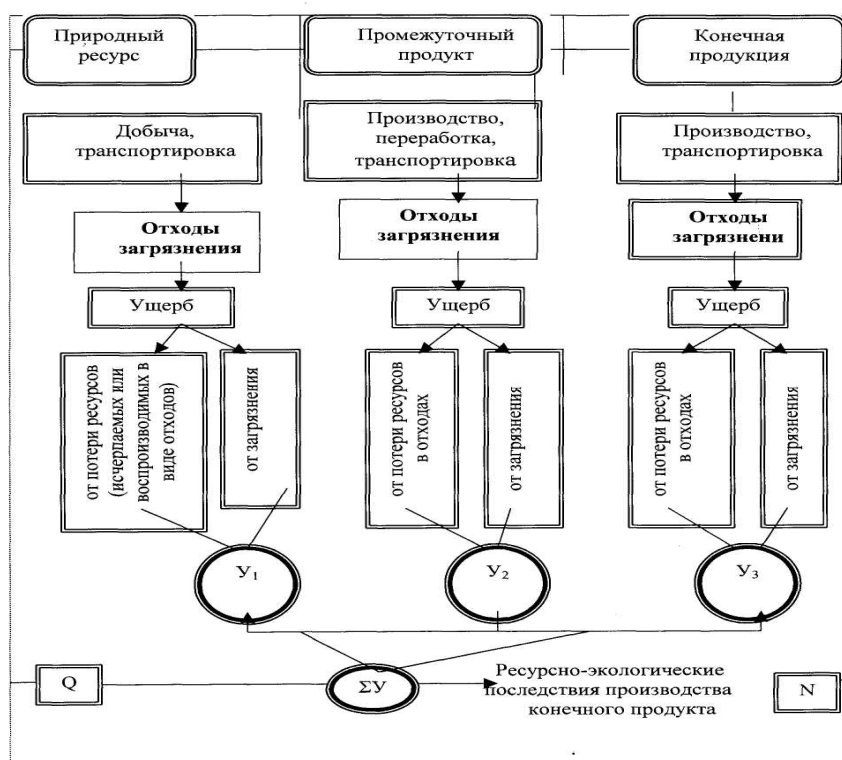 Природный
ресурс
Промежуточный
продукт
Конечная
продукция
Добыча,
транспортировка
Производство,
переработка,
транспортировка
Производство,
транспортировка
Отходы
загрязнения
Отходы
загрязнения
Отходы
загрязнени
Ущерб
Ущерб
Ущерб
от потери ресурсов
(исчерпаемых или
воспроизводимых в
виде отходов)
от загрязнения
от потери ресурсов
в отходах
от загрязнения
от потери ресурсов
в отходах
от загрязнения
У₁
У₂
У₃
Q
ΣУ
Ресурсно-экологические
последствия производства
конечного продукта
N